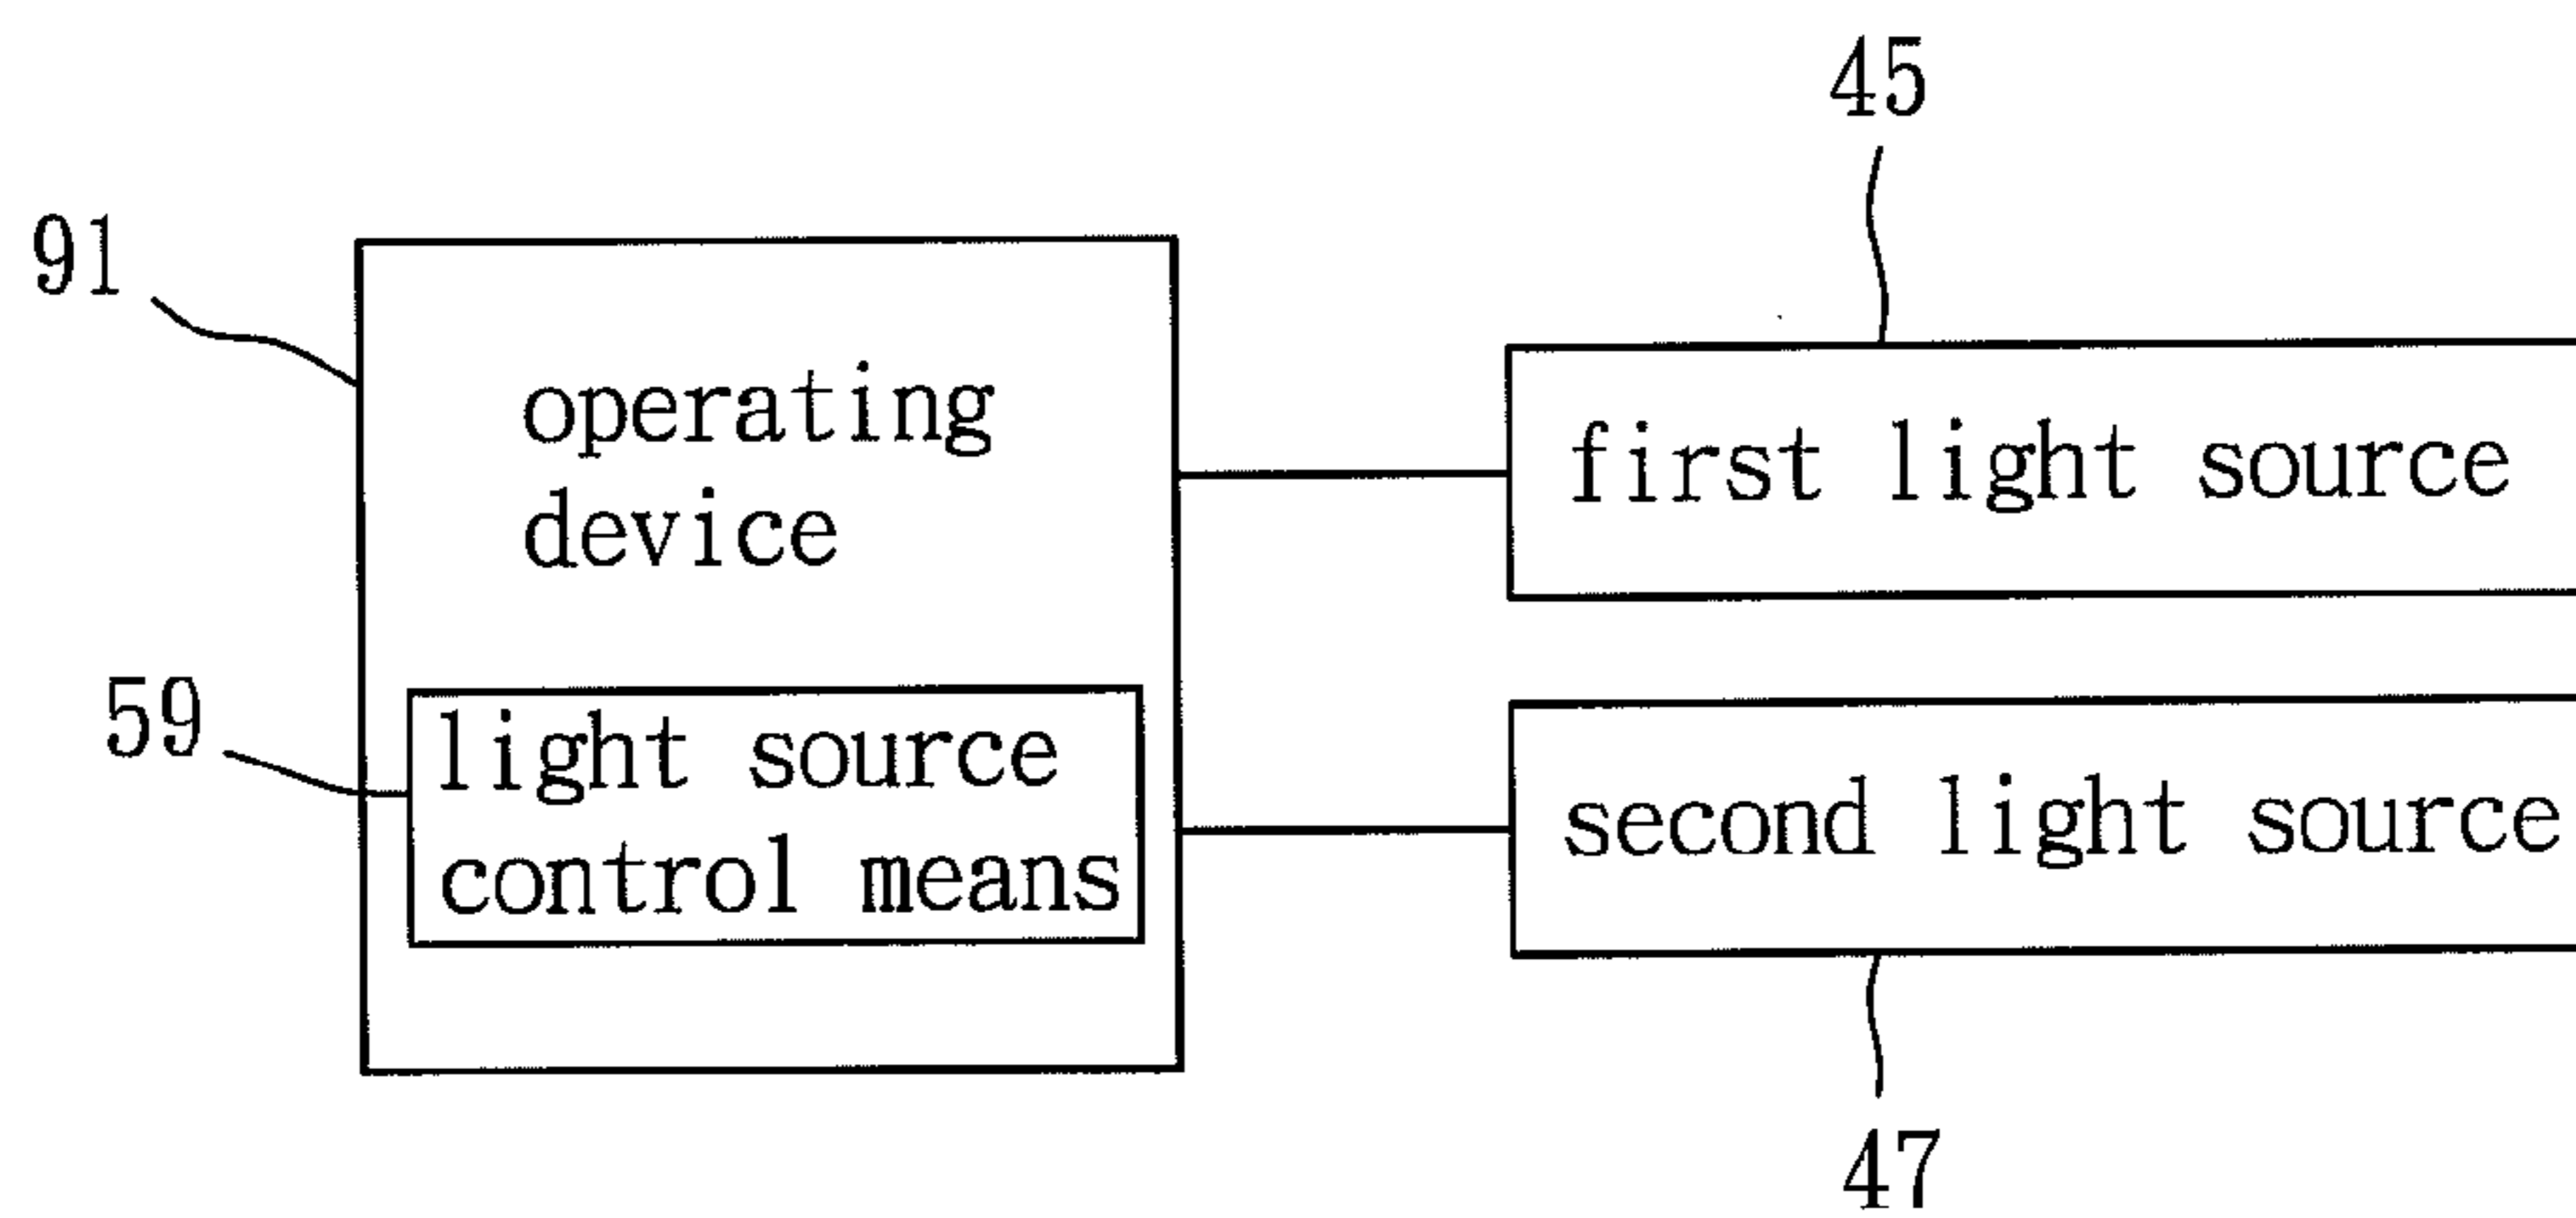 45
91
operating
device
first light source
59
light source
control means
second light source
47